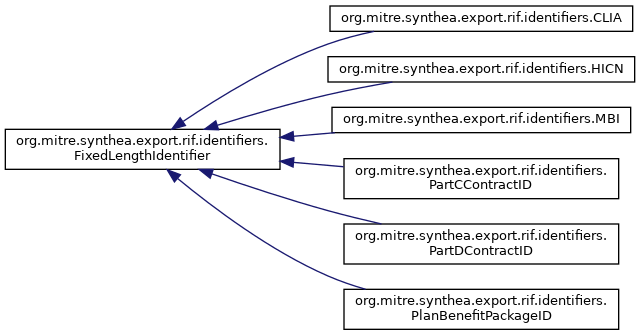 org.mitre.synthea.export.rif.identifiers.CLIA
org.mitre.synthea.export.rif.identifiers.HICN
org.mitre.synthea.export.rif.identifiers.MBI
org.mitre.synthea.export.rif.identifiers.
FixedLengthIdentifier
org.mitre.synthea.export.rif.identifiers.
PartCContractID
org.mitre.synthea.export.rif.identifiers.
PartDContractID
org.mitre.synthea.export.rif.identifiers.
PlanBenefitPackageID